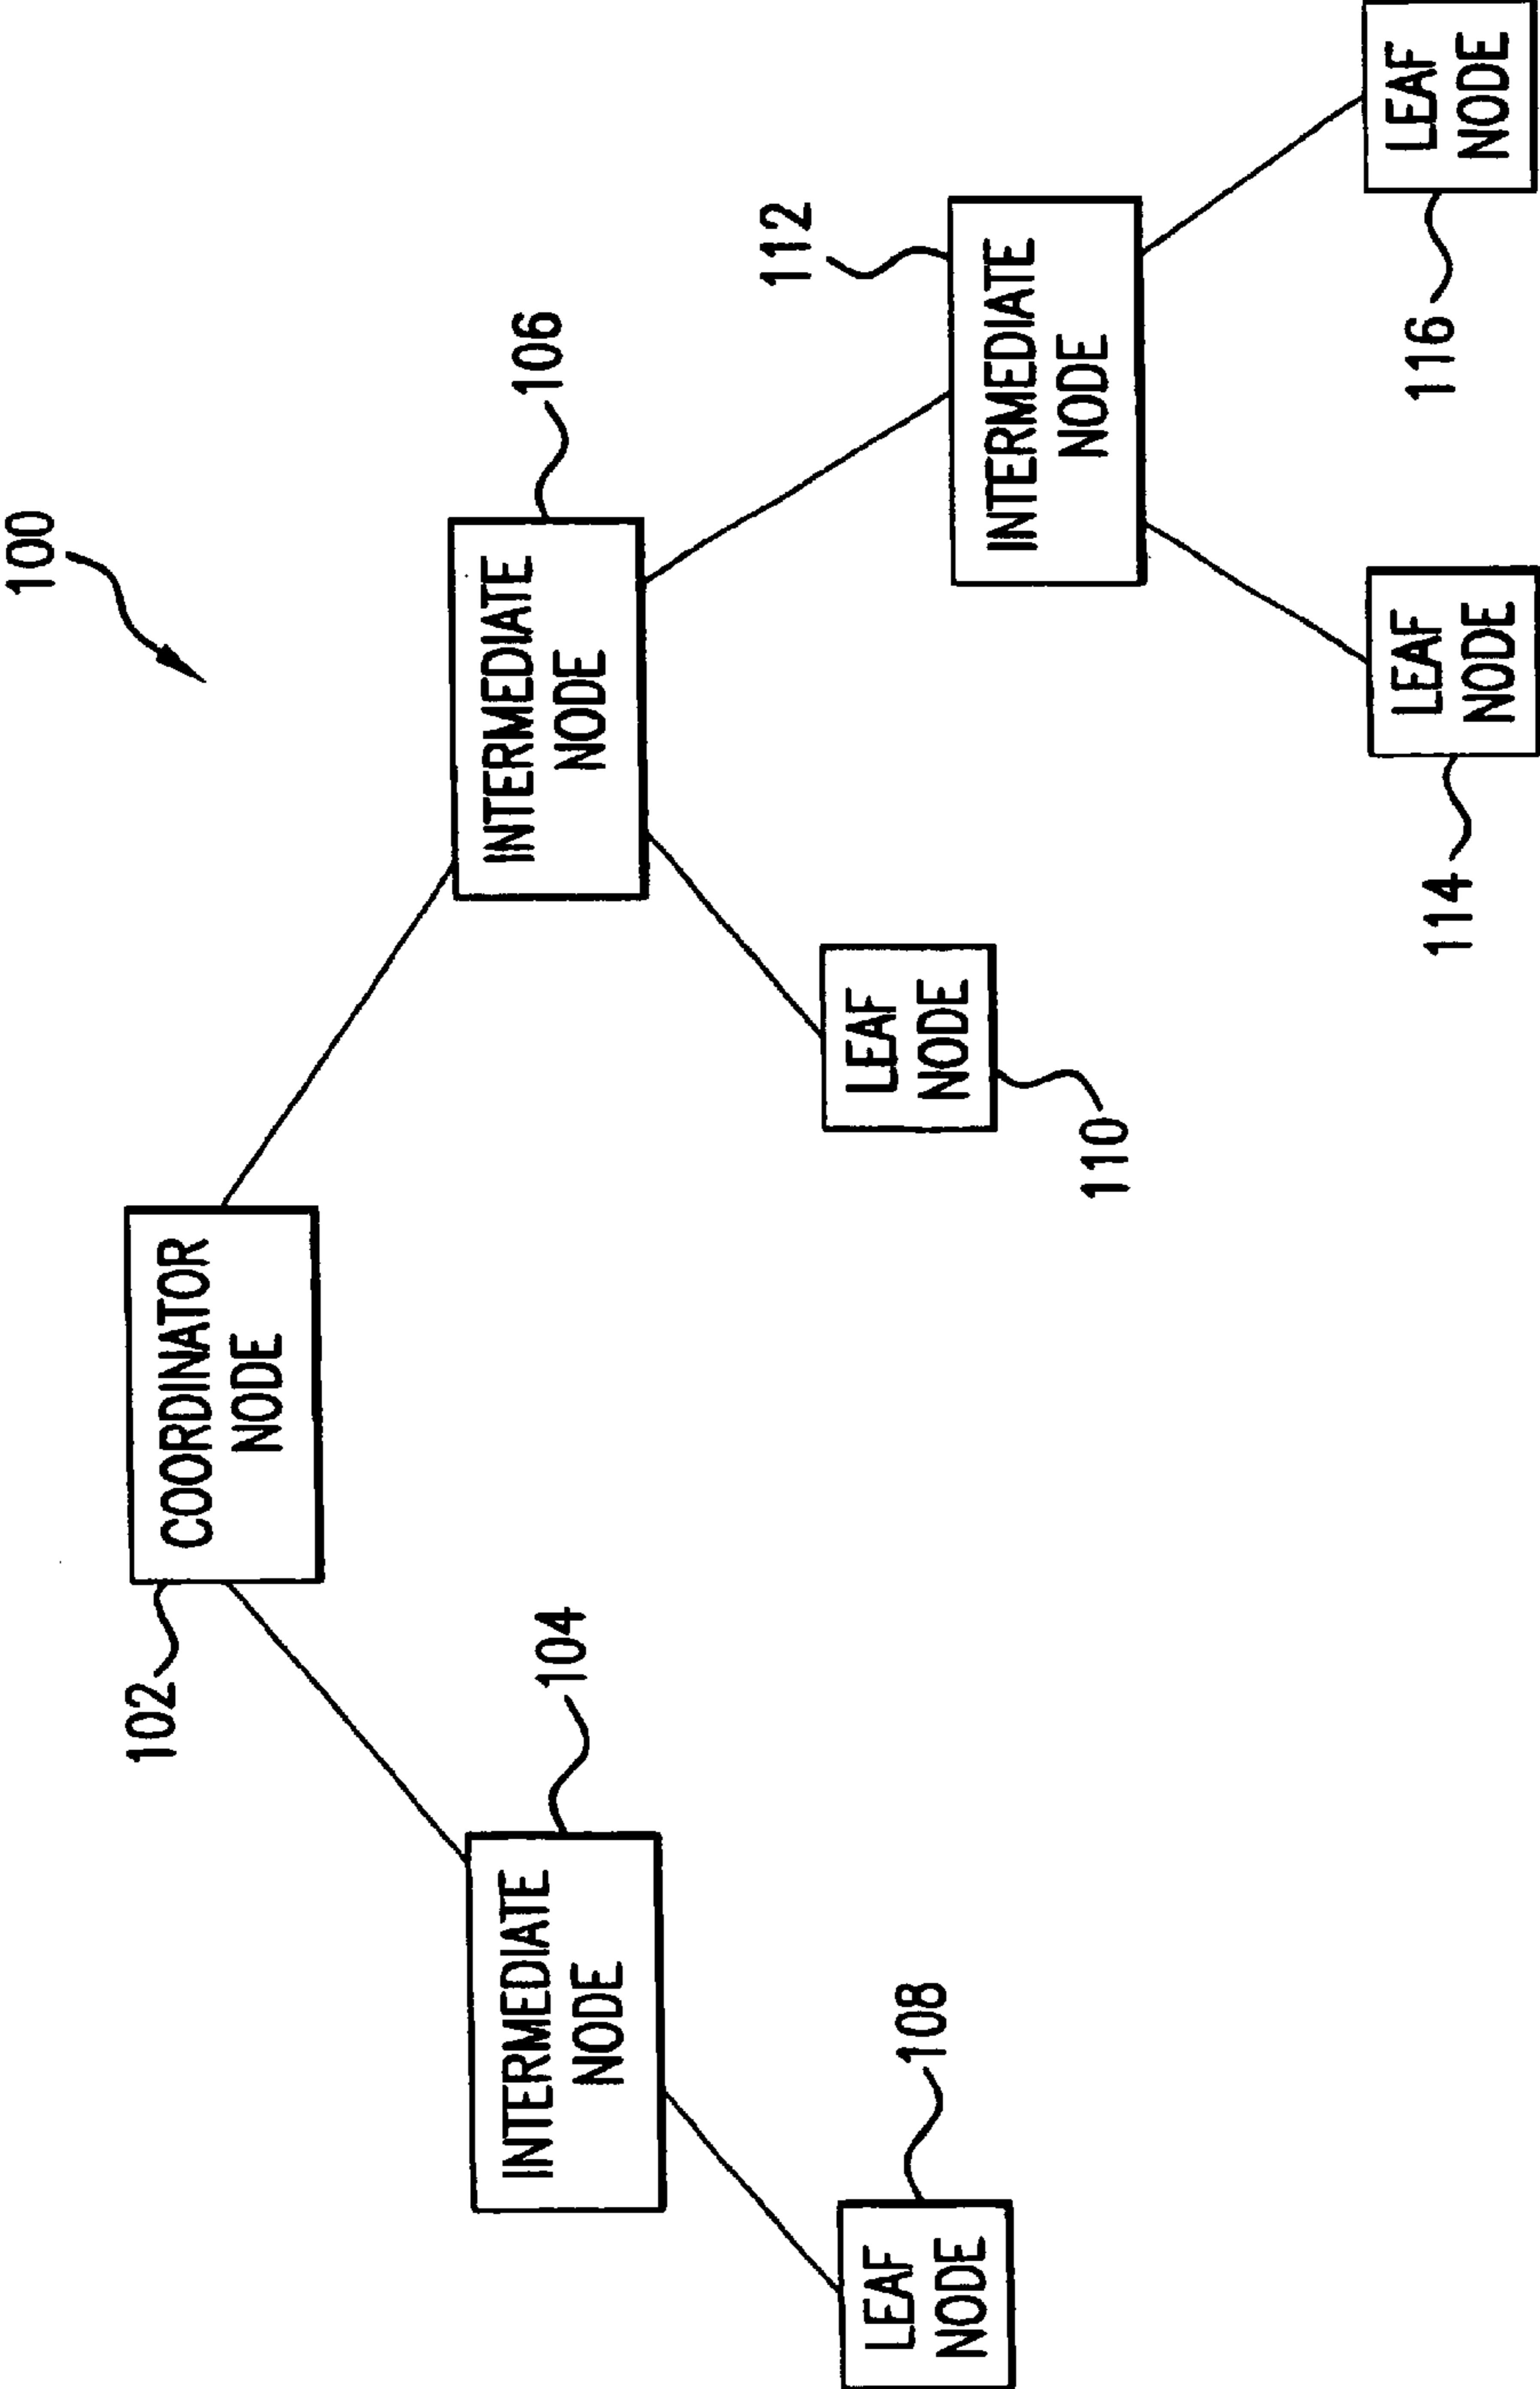 100
COORDINATOR
NODE
102
INTERMEDIATE
NODE
106
INTERMEDIATE
NODE
104
LEAF
NODE
110
INTERMEDIATE
NODE
112
LEAF
NODE
108
LEAF
NODE
114
LEAF
NODE
116